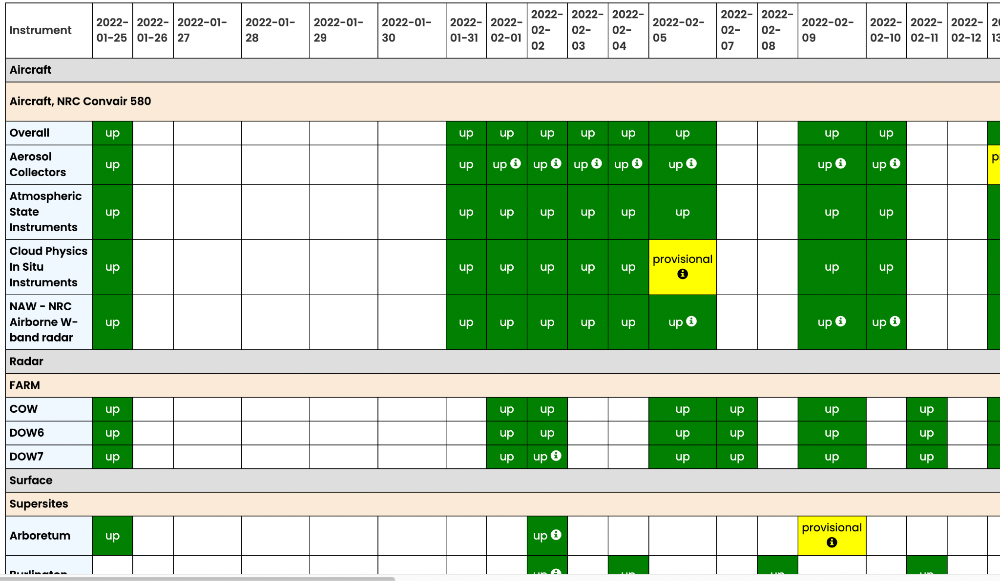 Instrument 2022-01-25 2022-01-26 2022-01-27 2022-01-28 2022-01-29 2022-01-30 2022-01-31 2022-02-01 2022-02-02 2022-02-03 2022-02-04 2022-02-05 2022-02-07 2022-02-08 2022-02-09 2022-02-10 2022-02-11 2022-02-12
Aircraft
Aircraft, NRC Convair 580
Overall up up up up up up up up up
Aerosol Collectors up up up up up up up up up
Atmospheric State Instruments up up up up up up up up up
Cloud Physics In Situ Instruments up up up up up up provisional up up
NAW - NRC Airborne W-band radar up up up up up up up up up
Radar
FARM
COW up up up up up up up
DOW6 up up up up up up up
DOW7 up up up up up up up
Surface
Supersites
Arboretum up up provisional
Burlington up up up up